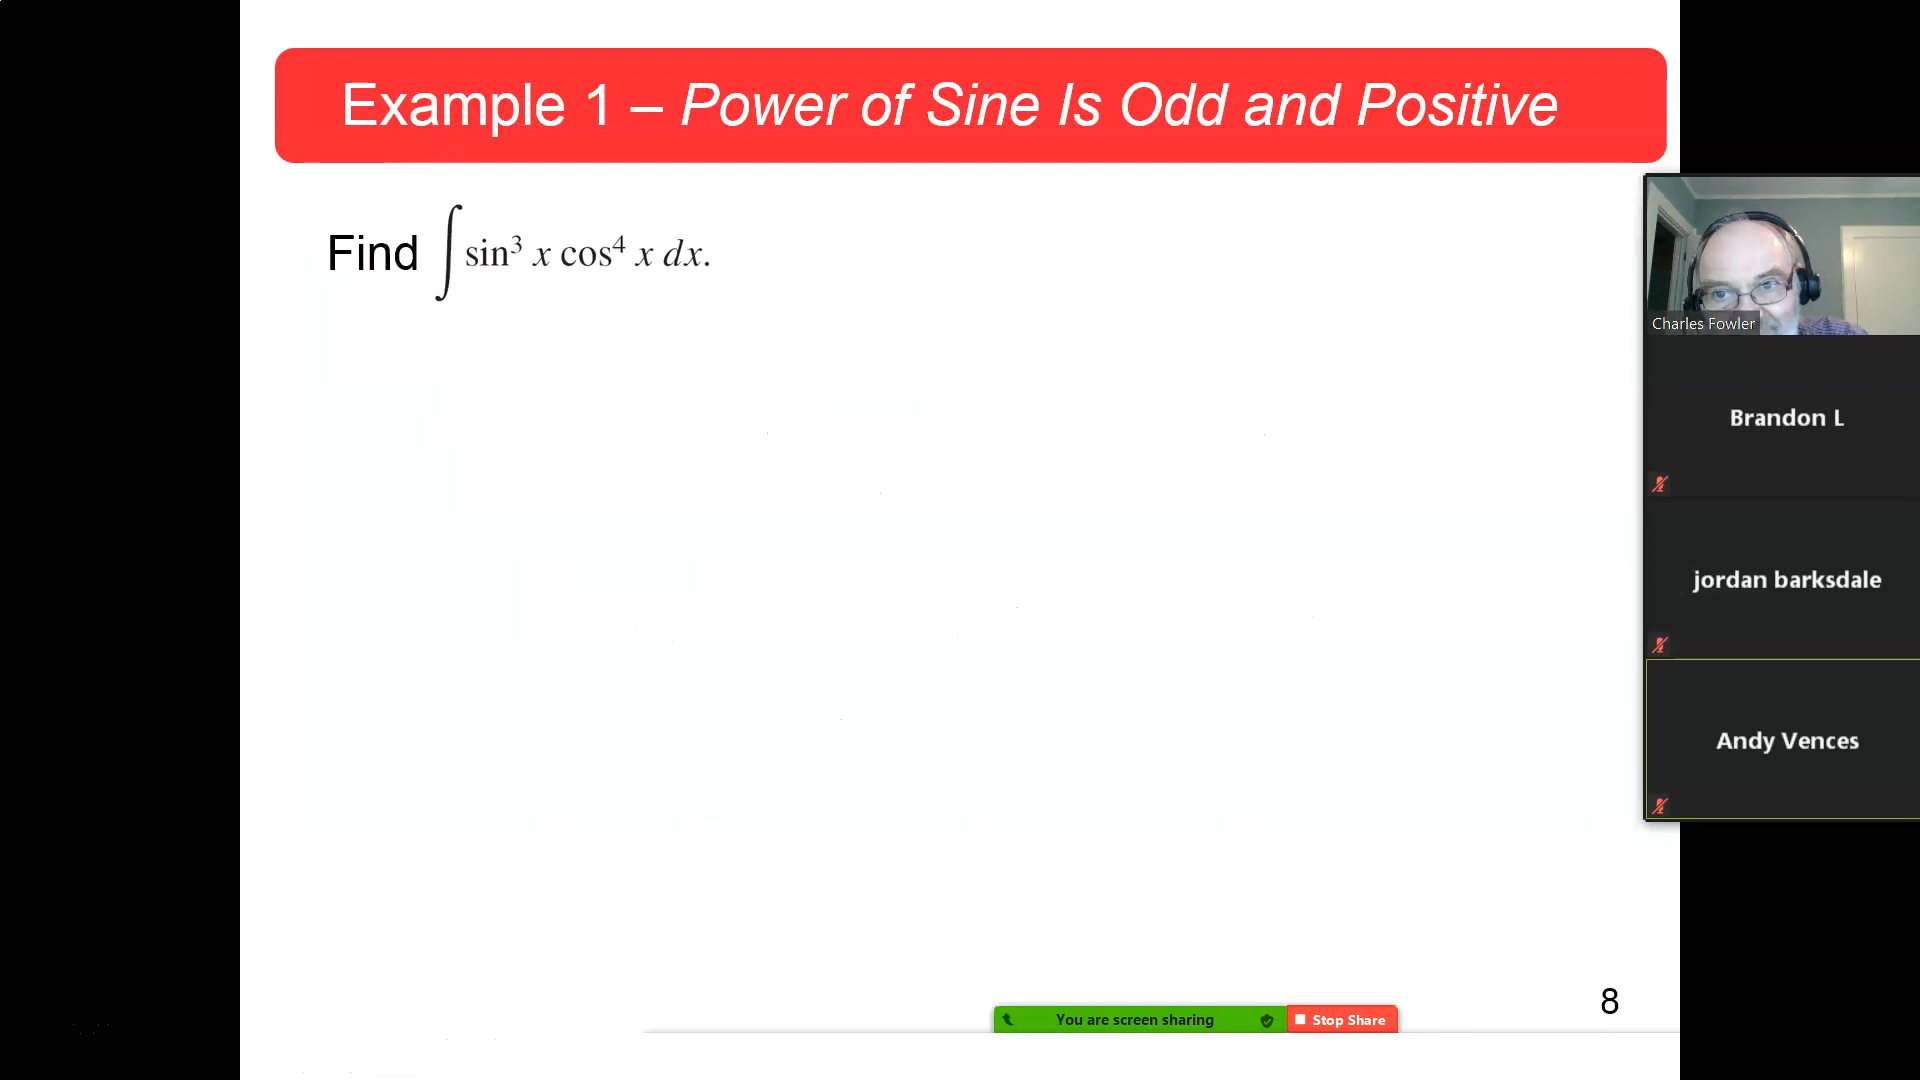 Example 1 – Power of Sine Is Odd and Positive
Find ∫ sin³ x cos⁴ x dx.
Charles Fowler
Brandon L
jordan barksdale
Andy Vences
8
You are screen sharing
Stop Share